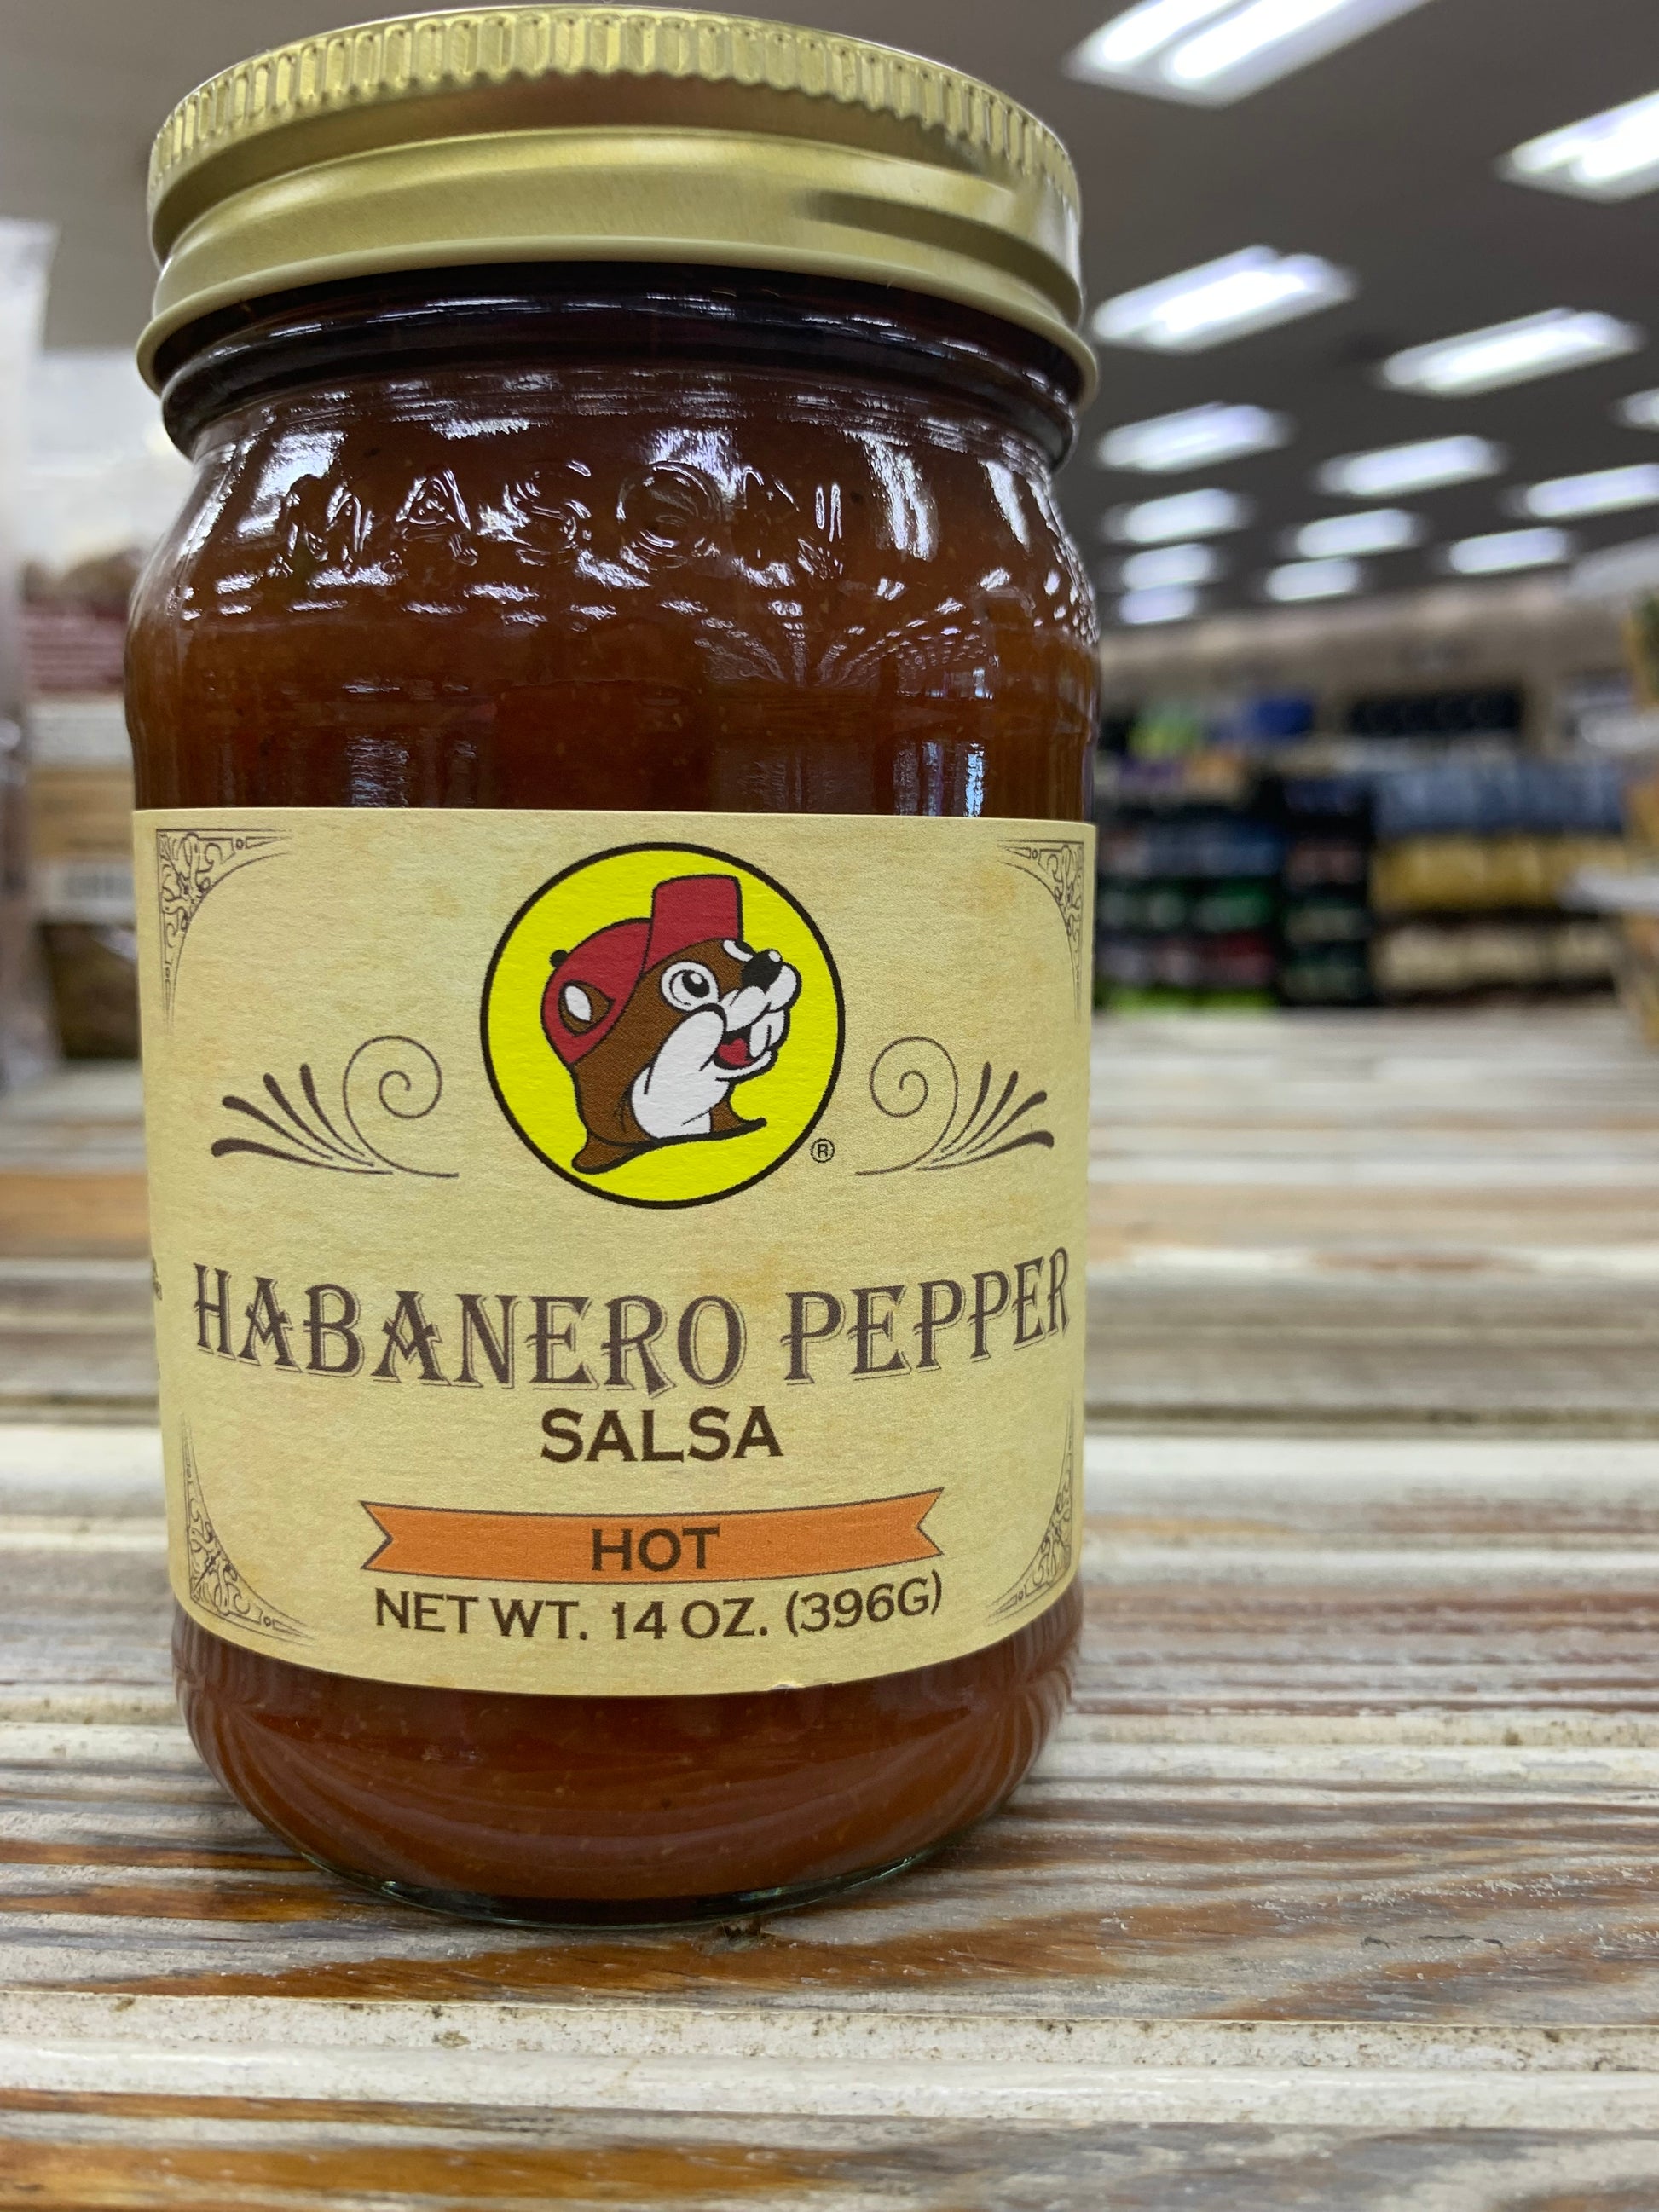 MASON
®
HABANERO PEPPER
SALSA
HOT
NET WT. 14 OZ. (396G)